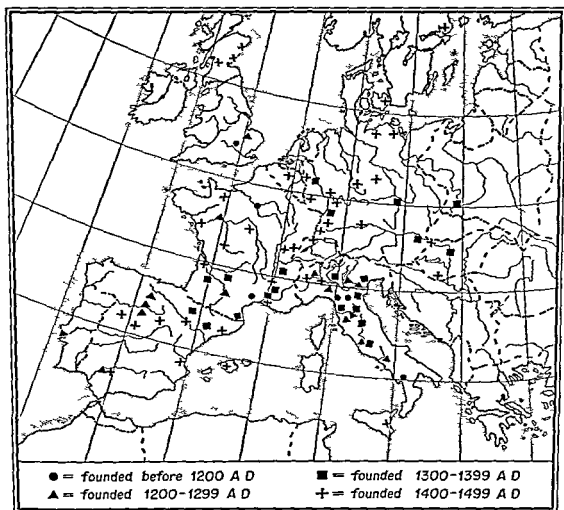 ● = founded before 1200 A D ■ = founded 1300-1399 A D
▲ = founded 1200-1299 A D + = founded 1400-1499 A D